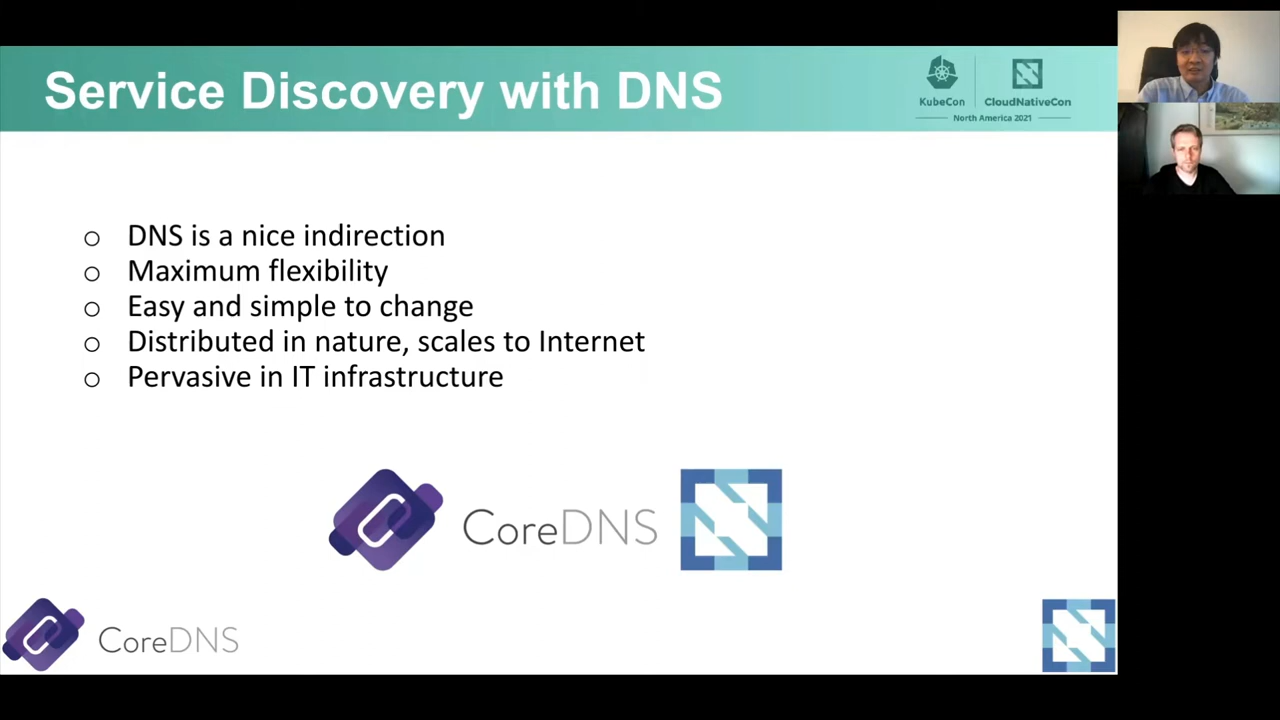 Service Discovery with DNS
KubeCon
CloudNativeCon
North America 2021
DNS is a nice indirection
Maximum flexibility
Easy and simple to change
Distributed in nature, scales to Internet
Pervasive in IT infrastructure
CoreDNS
CoreDNS